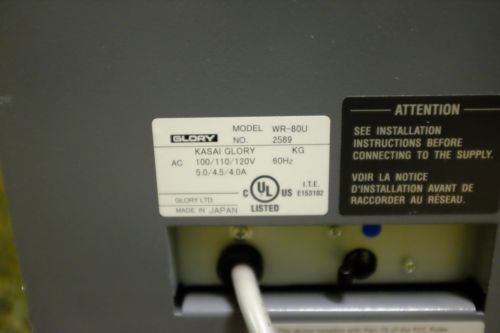 GLORY MODEL WR-80U
NO. 2589
KASAI GLORY KG
AC 100/110/120V 60Hz
5.0/4.5/4.0A
C UL US I.T.E.
LISTED E153182
GLORY LTD.
MADE IN JAPAN
ATTENTION
SEE INSTALLATION
INSTRUCTIONS BEFORE
CONNECTING TO THE SUPPLY.
VOIR LA NOTICE
D'INSTALLATION AVANT DE
RACCORDER AU RÉSEAU.